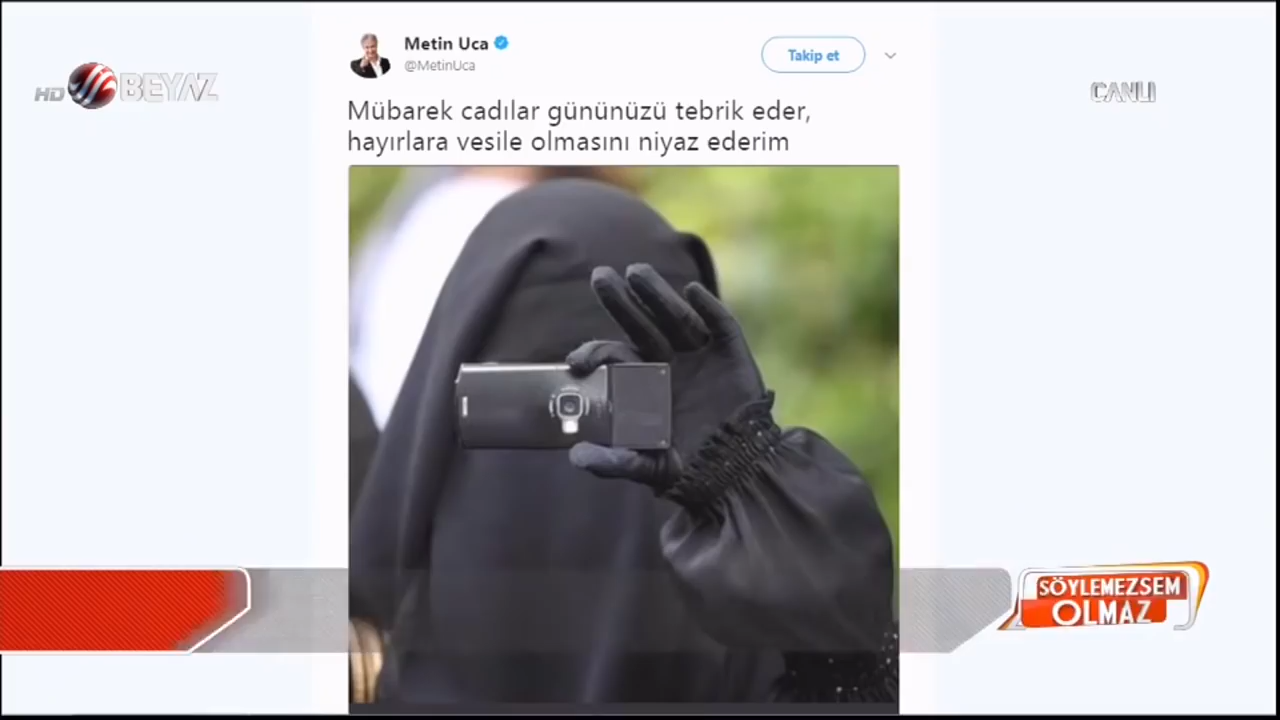 Metin Uca
@MetinUca
Takip et
HD BEYAZ
CANLI
Mübarek cadılar gününüzü tebrik eder,
hayırlara vesile olmasını niyaz ederim
SÖYLEMEZSEM
OLMAZ